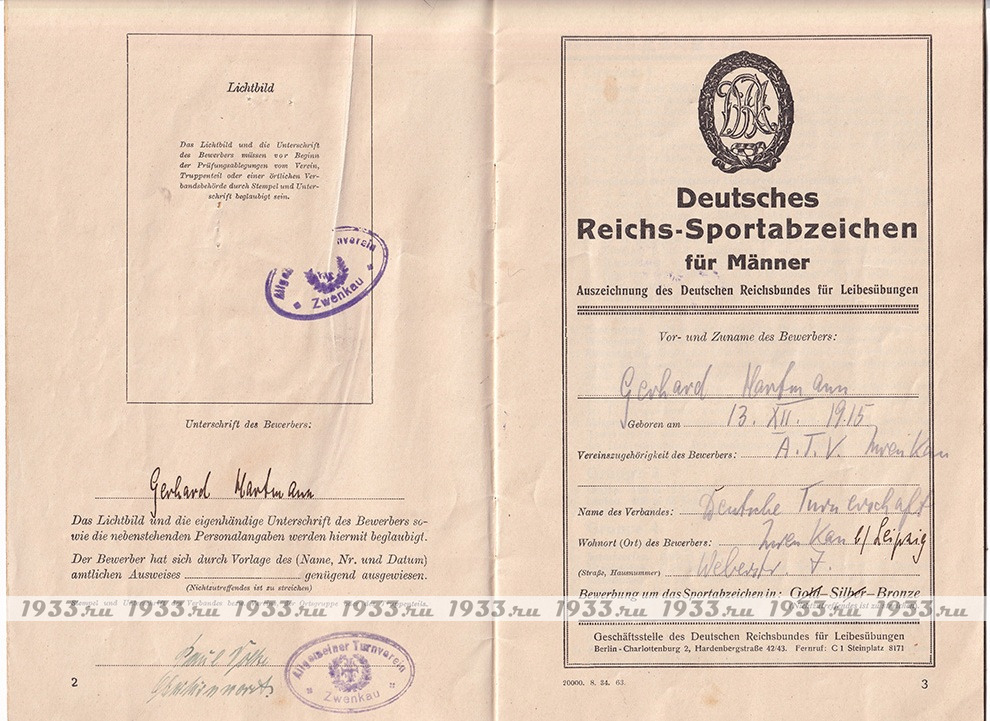 Lichtbild
Das Lichtbild und die Unterschrift
des Bewerbers müssen vor Beginn
der Prüfungsablegungen vom Verein,
Truppenteil oder einer örtlichen Ver-
bandsbehörde durch Stempel und Unter-
schrift beglaubigt sein.
Zwenkau
Unterschrift des Bewerbers:
Gerhard Hartmann
Das Lichtbild und die eigenhändige Unterschrift des Bewerbers so-
wie die nebenstehenden Personalangaben werden hiermit beglaubigt.
Der Bewerber hat sich durch Vorlage des (Name, Nr. und Datum)
amtlichen Ausweises genügend ausgewiesen.
(Nichtzutreffendes ist zu streichen)
1933.ru 1933.ru 1933.ru 1933.ru 1933.ru 1933.ru 1933.ru 1933.ru 1933.ru
Paul
Allgemeiner Turnverein
Zwenkau
2
Deutsches
Reichs-Sportabzeichen
für Männer
Auszeichnung des Deutschen Reichsbundes für Leibesübungen
Vor- und Zuname des Bewerbers:
Gerhard Hartmann
Geboren am 13. XII. 1915
Vereinszugehörigkeit des Bewerbers: A.T.V. Zwenkau
Name des Verbandes: Deutsche Turnerschaft
Wohnort (Ort) des Bewerbers: Zwenkau b/Leipzig
(Straße, Hausnummer) Weberstr. 7.
Bewerbung um das Sportabzeichen in: Gold-Silber-Bronze
Geschäftsstelle des Deutschen Reichsbundes für Leibesübungen
Berlin-Charlottenburg 2, Hardenbergstraße 42/43. Fernruf: C 1 Steinplatz 8171
20000. 8. 34. 63.
3